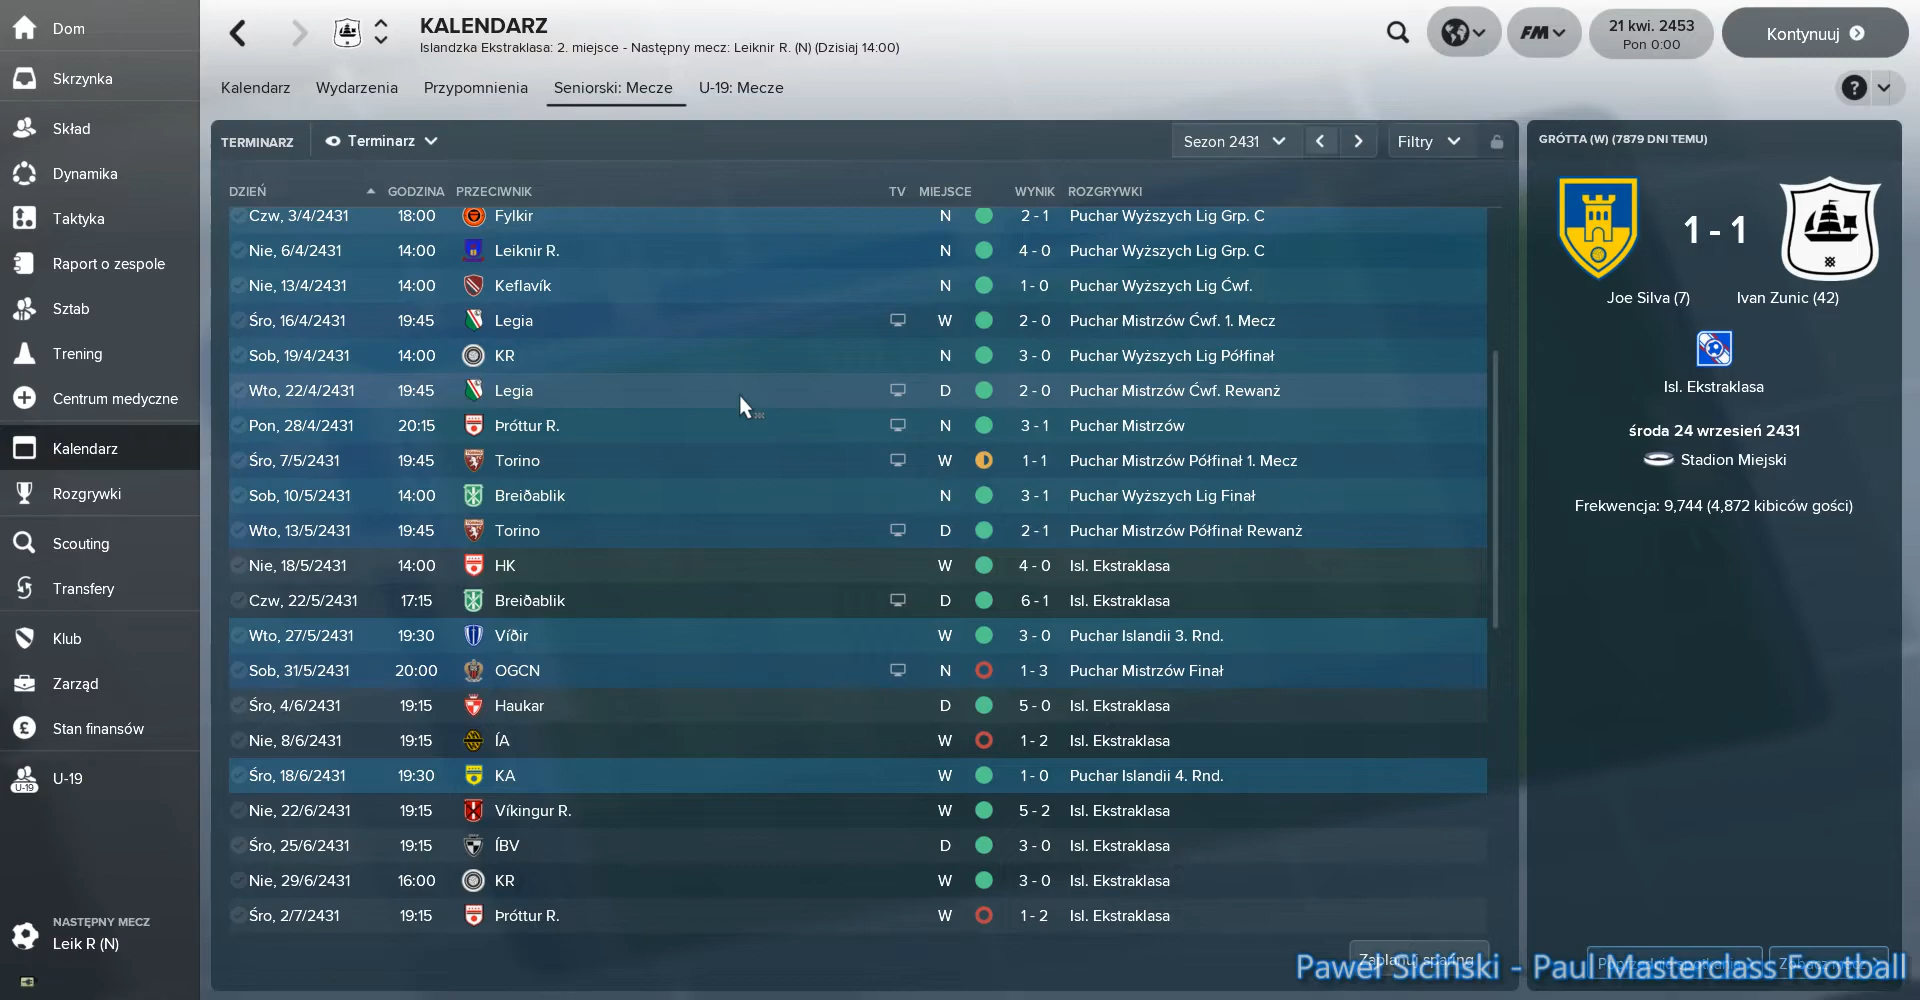 Dom
Skrzynka
Skład
Dynamika
Taktyka
Raport o zespole
Sztab
Trening
Centrum medyczne
Kalendarz
Rozgrywki
Scouting
Transfery
Klub
Zarząd
Stan finansów
U-19
U-19
NASTĘPNY MECZ
Leik R (N)
KALENDARZ
Islandzka Ekstraklasa: 2. miejsce - Następny mecz: Leiknir R. (N) (Dzisiaj 14:00)
FM
21 kwi. 2453
Pon 0:00
Kontynuuj
Kalendarz Wydarzenia Przypomnienia Seniorski: Mecze U-19: Mecze
?
TERMINARZ Terminarz Sezon 2431 Filtry
DZIEŃ GODZINA PRZECIWNIK TV MIEJSCE WYNIK ROZGRYWKI
Czw, 3/4/2431 18:00 Fylkir N 2 - 1 Puchar Wyższych Lig Grp. C
Nie, 6/4/2431 14:00 Leiknir R. N 4 - 0 Puchar Wyższych Lig Grp. C
Nie, 13/4/2431 14:00 Keflavík N 1 - 0 Puchar Wyższych Lig Ćwf.
Śro, 16/4/2431 19:45 Legia W 2 - 0 Puchar Mistrzów Ćwf. 1. Mecz
Sob, 19/4/2431 14:00 KR N 3 - 0 Puchar Wyższych Lig Półfinał
Wto, 22/4/2431 19:45 Legia D 2 - 0 Puchar Mistrzów Ćwf. Rewanż
Pon, 28/4/2431 20:15 Þróttur R. N 3 - 1 Puchar Mistrzów
Śro, 7/5/2431 19:45 Torino W 1 - 1 Puchar Mistrzów Półfinał 1. Mecz
Sob, 10/5/2431 14:00 Breiðablik N 3 - 1 Puchar Wyższych Lig Finał
Wto, 13/5/2431 19:45 Torino D 2 - 1 Puchar Mistrzów Półfinał Rewanż
Nie, 18/5/2431 14:00 HK W 4 - 0 Isl. Ekstraklasa
Czw, 22/5/2431 17:15 Breiðablik D 6 - 1 Isl. Ekstraklasa
Wto, 27/5/2431 19:30 Víðir W 3 - 0 Puchar Islandii 3. Rnd.
Sob, 31/5/2431 20:00 OGCN N 1 - 3 Puchar Mistrzów Finał
Śro, 4/6/2431 19:15 Haukar D 5 - 0 Isl. Ekstraklasa
Nie, 8/6/2431 19:15 ÍA W 1 - 2 Isl. Ekstraklasa
Śro, 18/6/2431 19:30 KA W 1 - 0 Puchar Islandii 4. Rnd.
Nie, 22/6/2431 19:15 Víkingur R. W 5 - 2 Isl. Ekstraklasa
Śro, 25/6/2431 19:15 ÍBV D 3 - 0 Isl. Ekstraklasa
Nie, 29/6/2431 16:00 KR W 3 - 0 Isl. Ekstraklasa
Śro, 2/7/2431 19:15 Þróttur R. W 1 - 2 Isl. Ekstraklasa
Zaplanuj sparing
GRÓTTA (W) (7879 DNI TEMU)
1 - 1
Joe Silva (7) Ivan Zunic (42)
Isl. Ekstraklasa
środa 24 wrzesień 2431
Stadion Miejski
Frekwencja: 9,744 (4,872 kibiców gości)
Paweł Siciński - Paul Masterclass Football